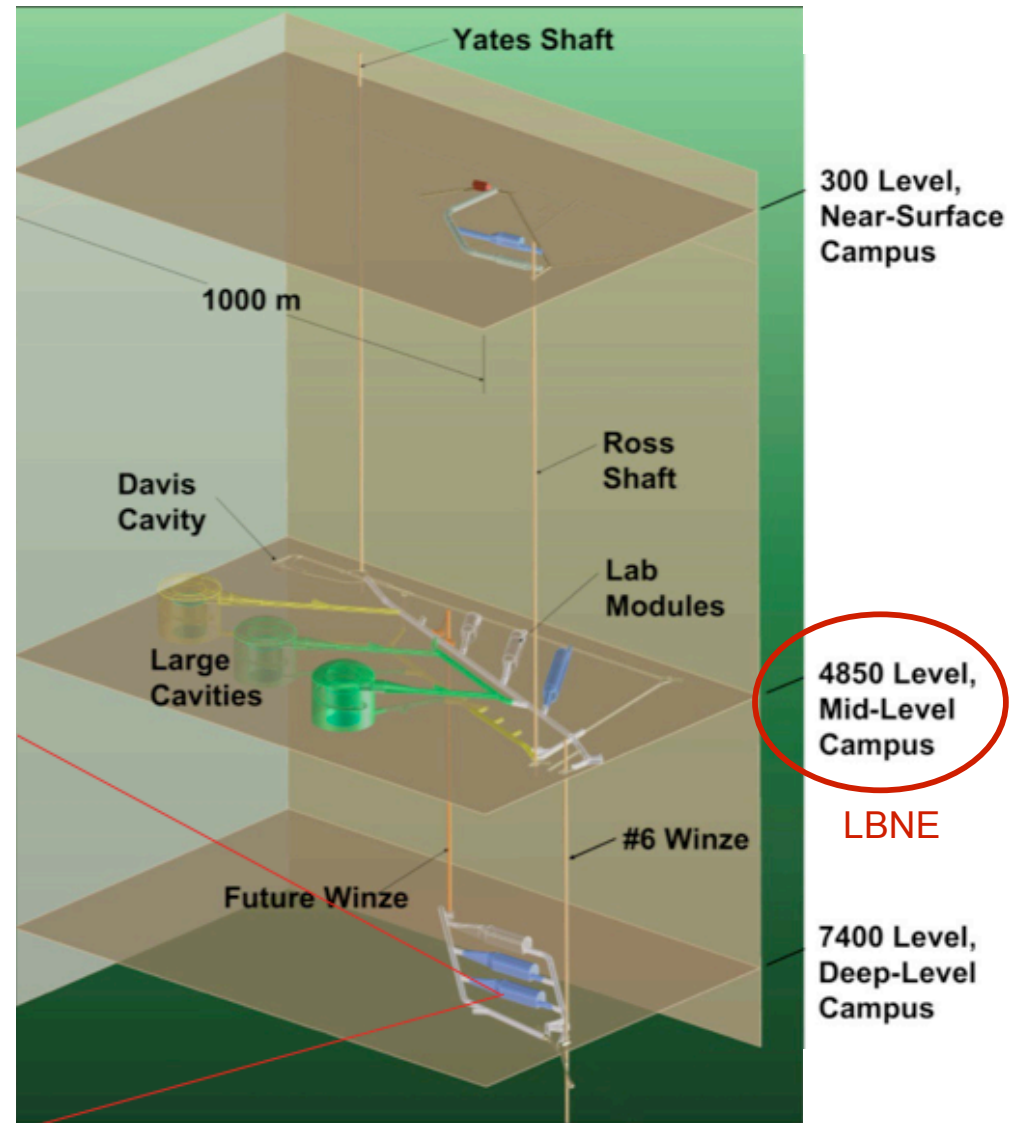 Yates Shaft
300 Level,
Near-Surface
Campus
1000 m
Ross
Shaft
Davis
Cavity
Lab
Modules
Large
Cavities
4850 Level,
Mid-Level
Campus
LBNE
#6 Winze
Future Winze
7400 Level,
Deep-Level
Campus